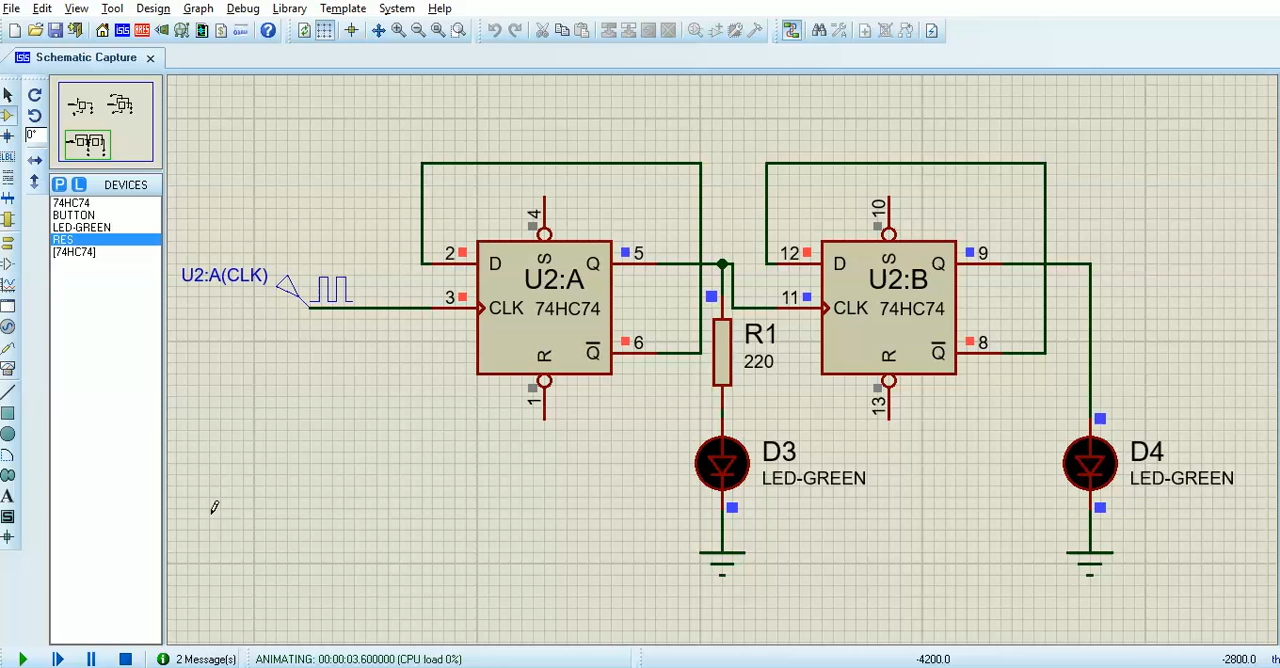 File Edit View Tool Design Graph Debug Library Template System Help
Schematic Capture
0°
LBL
P L DEVICES
74HC74
BUTTON
LED-GREEN
RES
[74HC74]
A
S
U2:A(CLK)
4
2 D S Q 5
U2:A
3 CLK 74HC74
R Q 6
1
R1
220
10
12 D S Q 9
U2:B
11 CLK 74HC74
R Q 8
13
D3
LED-GREEN
D4
LED-GREEN
2 Message(s) ANIMATING: 00:00:03.600000 (CPU load 0%) -4200.0 -2800.0 th